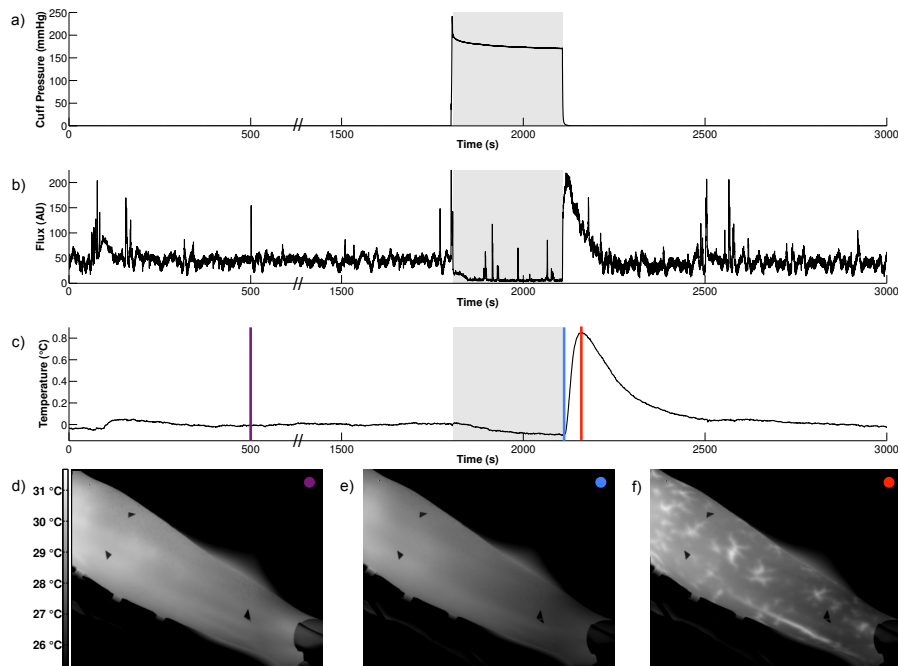 a)
Cuff Pressure (mmHg)
250
200
150
100
50
0
0 500 // 1500 2000 2500 3000
Time (s)
b)
Flux (AU)
200
150
100
50
0
0 500 // 1500 2000 2500 3000
Time (s)
c)
Temperature (°C)
0.8
0.6
0.4
0.2
0
0 500 // 1500 2000 2500 3000
Time (s)
d) e) f)
31 °C
30 °C
29 °C
28 °C
27 °C
26 °C